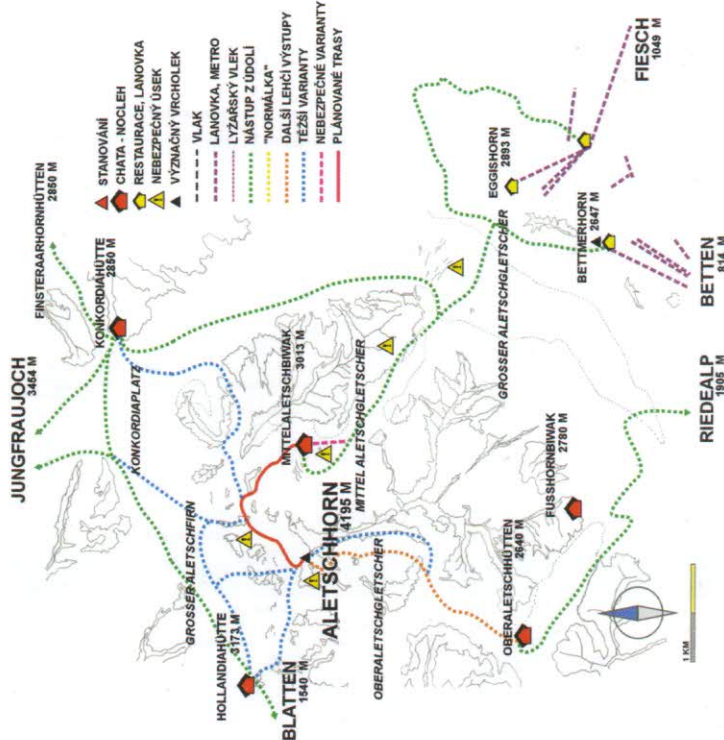 JUNGFRAUJOCH
3454 M
FINSTERAARHORNHÜTTEN
2850 M
KONKORDIAHÜTTE
2850 M
KONKORDIAPLATZ
GROSSER ALETSCHFIRN
HOLLANDIAHÜTTE
3173 M
BLATTEN
1540 M
MITTELALETSCHBIWAK
3013 M
MITTEL ALETSCHGLETSCHER
ALETSCHHORN
4195 M
OBERALETSCHGLETSCHER
GROSSER ALETSCHGLETSCHER
OBERALETSCHHÜTTEN
2640 M
FUSSHORNBIWAK
2780 M
RIEDEALP
1905 M
EGGISHORN
2893 M
BETTMERHORN
2647 M
BETTEN
814 M
FIESCH
1049 M
1 KM
STANOVÁNÍ
CHATA - NOCLEH
RESTAURACE, LANOVKA
NEBEZPEČNÝ ÚSEK
VÝZNAČNÝ VRCHOLEK
VLAK
LANOVKA, METRO
LYŽAŘSKÝ VLEK
NÁSTUP Z ÚDOLÍ
"NORMÁLKA"
DALŠÍ LEHČÍ VÝSTUPY
TĚŽŠÍ VARIANTY
NEBEZPEČNÉ VARIANTY
PLÁNOVANÉ TRASY